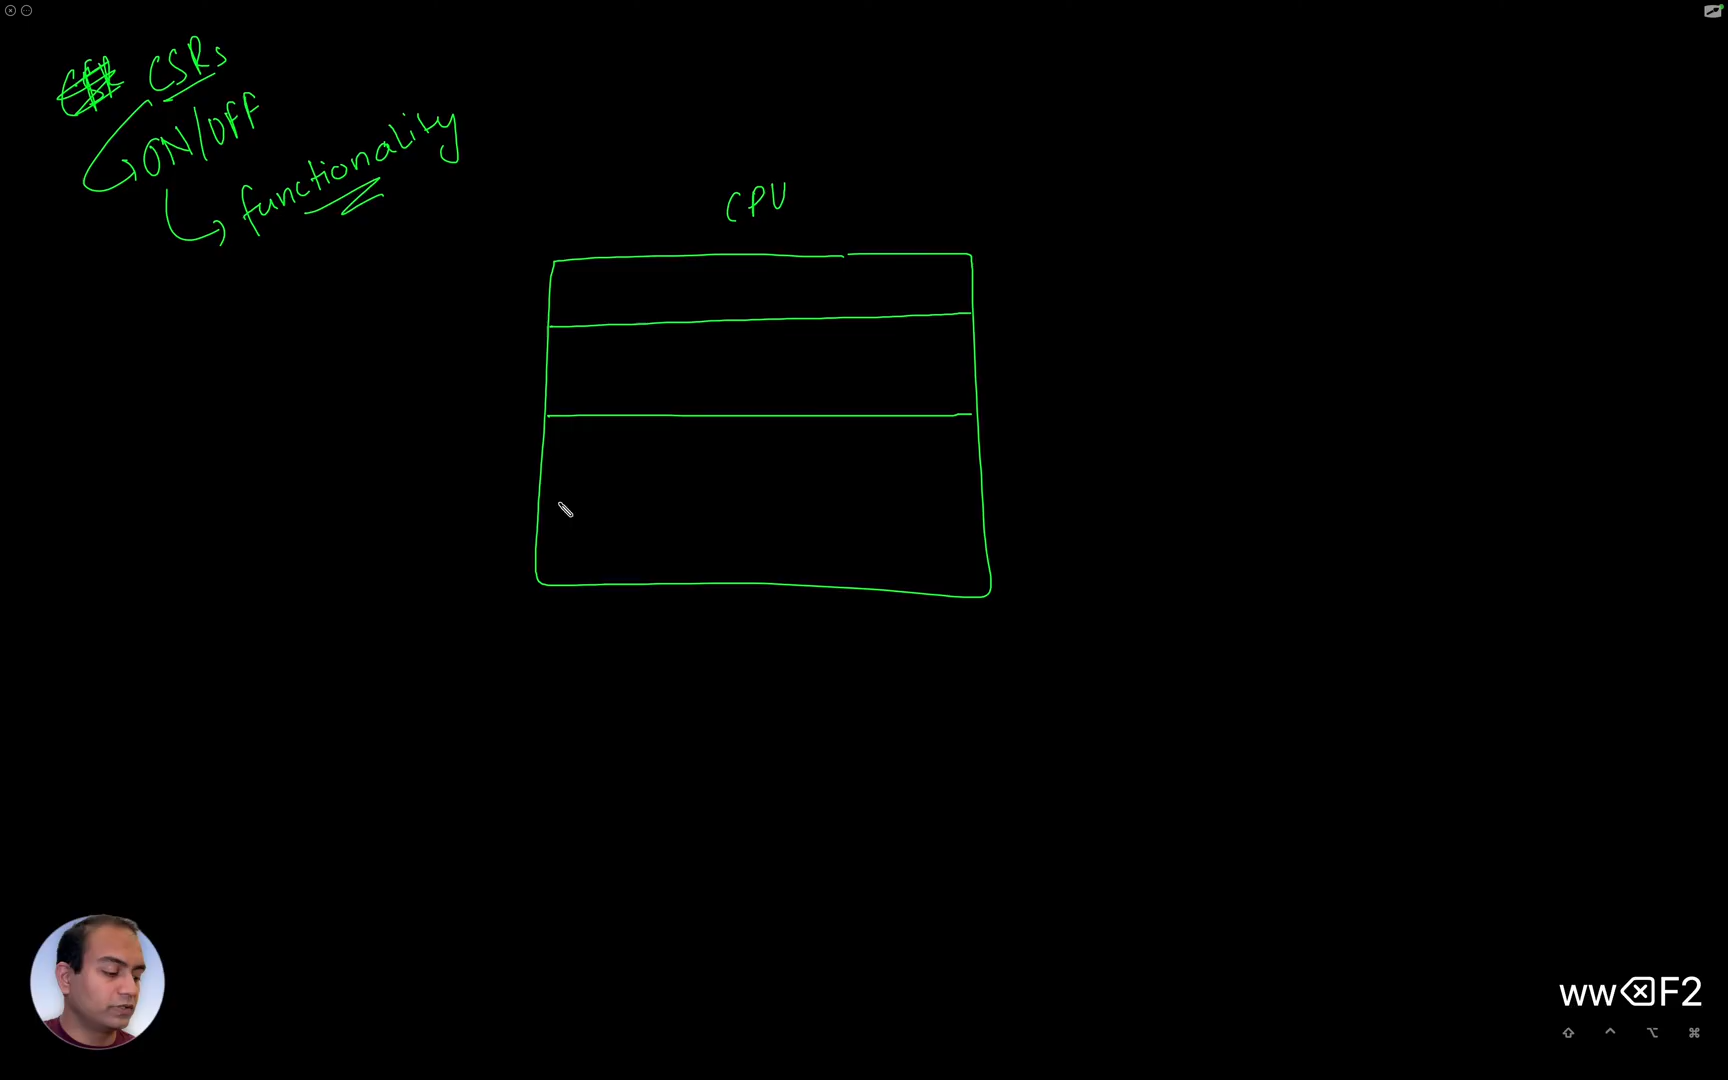 CSRs
ON/OFF
functionality
CPU
ww⌫F2
⇧ ^ ⌥ ⌘